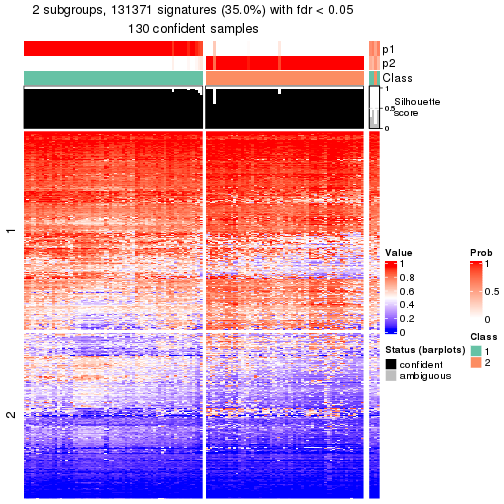 2 subgroups, 131371 signatures (35.0%) with fdr < 0.05
130 confident samples
p1
p2
Class
1
0.5
0
Silhouette
score
1
2
Value
1
0.8
0.6
0.4
0.2
0
Prob
1
0.5
0
Status (barplots)
confident
ambiguous
Class
1
2